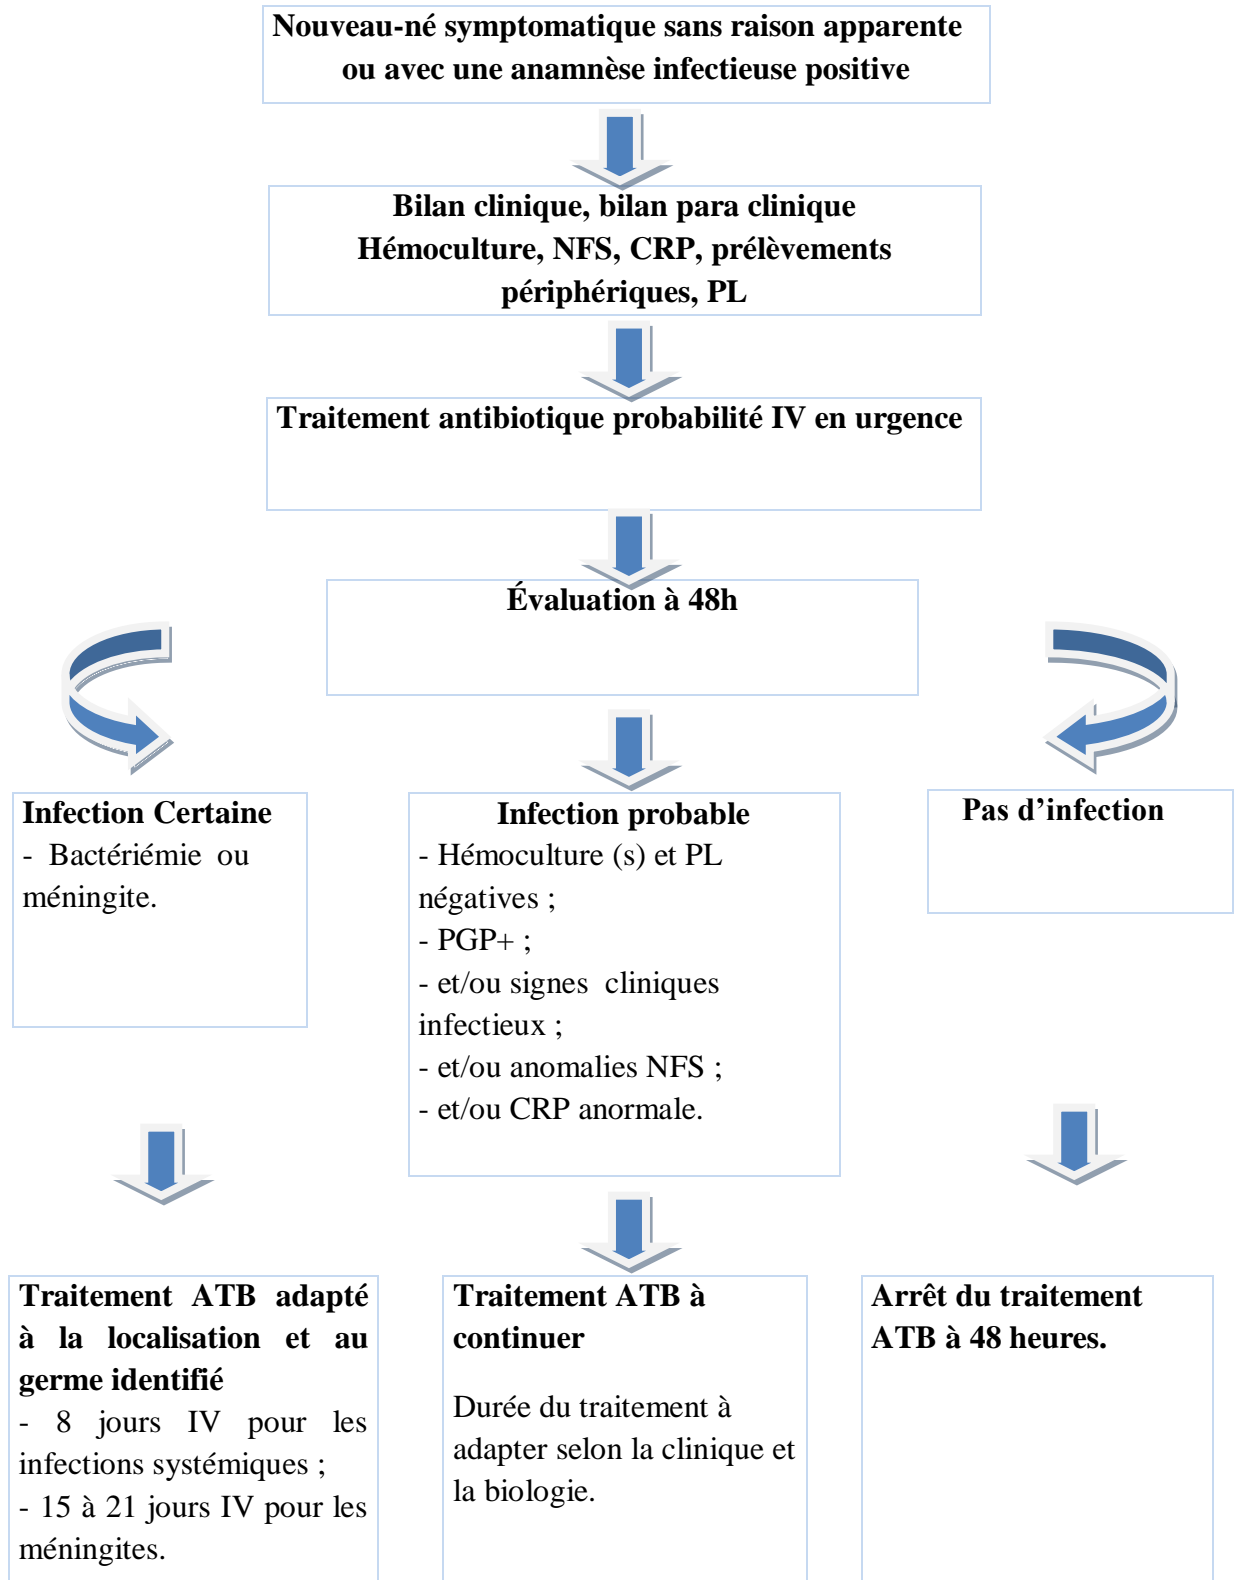 Nouveau-né symptomatique sans raison apparente
ou avec une anamnèse infectieuse positive
Bilan clinique, bilan para clinique
Hémoculture, NFS, CRP, prélèvements
périphériques, PL
Traitement antibiotique probabilité IV en urgence
Évaluation à 48h
Infection Certaine
- Bactériémie ou
méningite.
Infection probable
- Hémoculture (s) et PL
négatives ;
- PGP+ ;
- et/ou signes cliniques
infectieux ;
- et/ou anomalies NFS ;
- et/ou CRP anormale.
Pas d’infection
Traitement ATB adapté
à la localisation et au
germe identifié
- 8 jours IV pour les
infections systémiques ;
- 15 à 21 jours IV pour les
méningites.
Traitement ATB à
continuer
Durée du traitement à
adapter selon la clinique et
la biologie.
Arrêt du traitement
ATB à 48 heures.